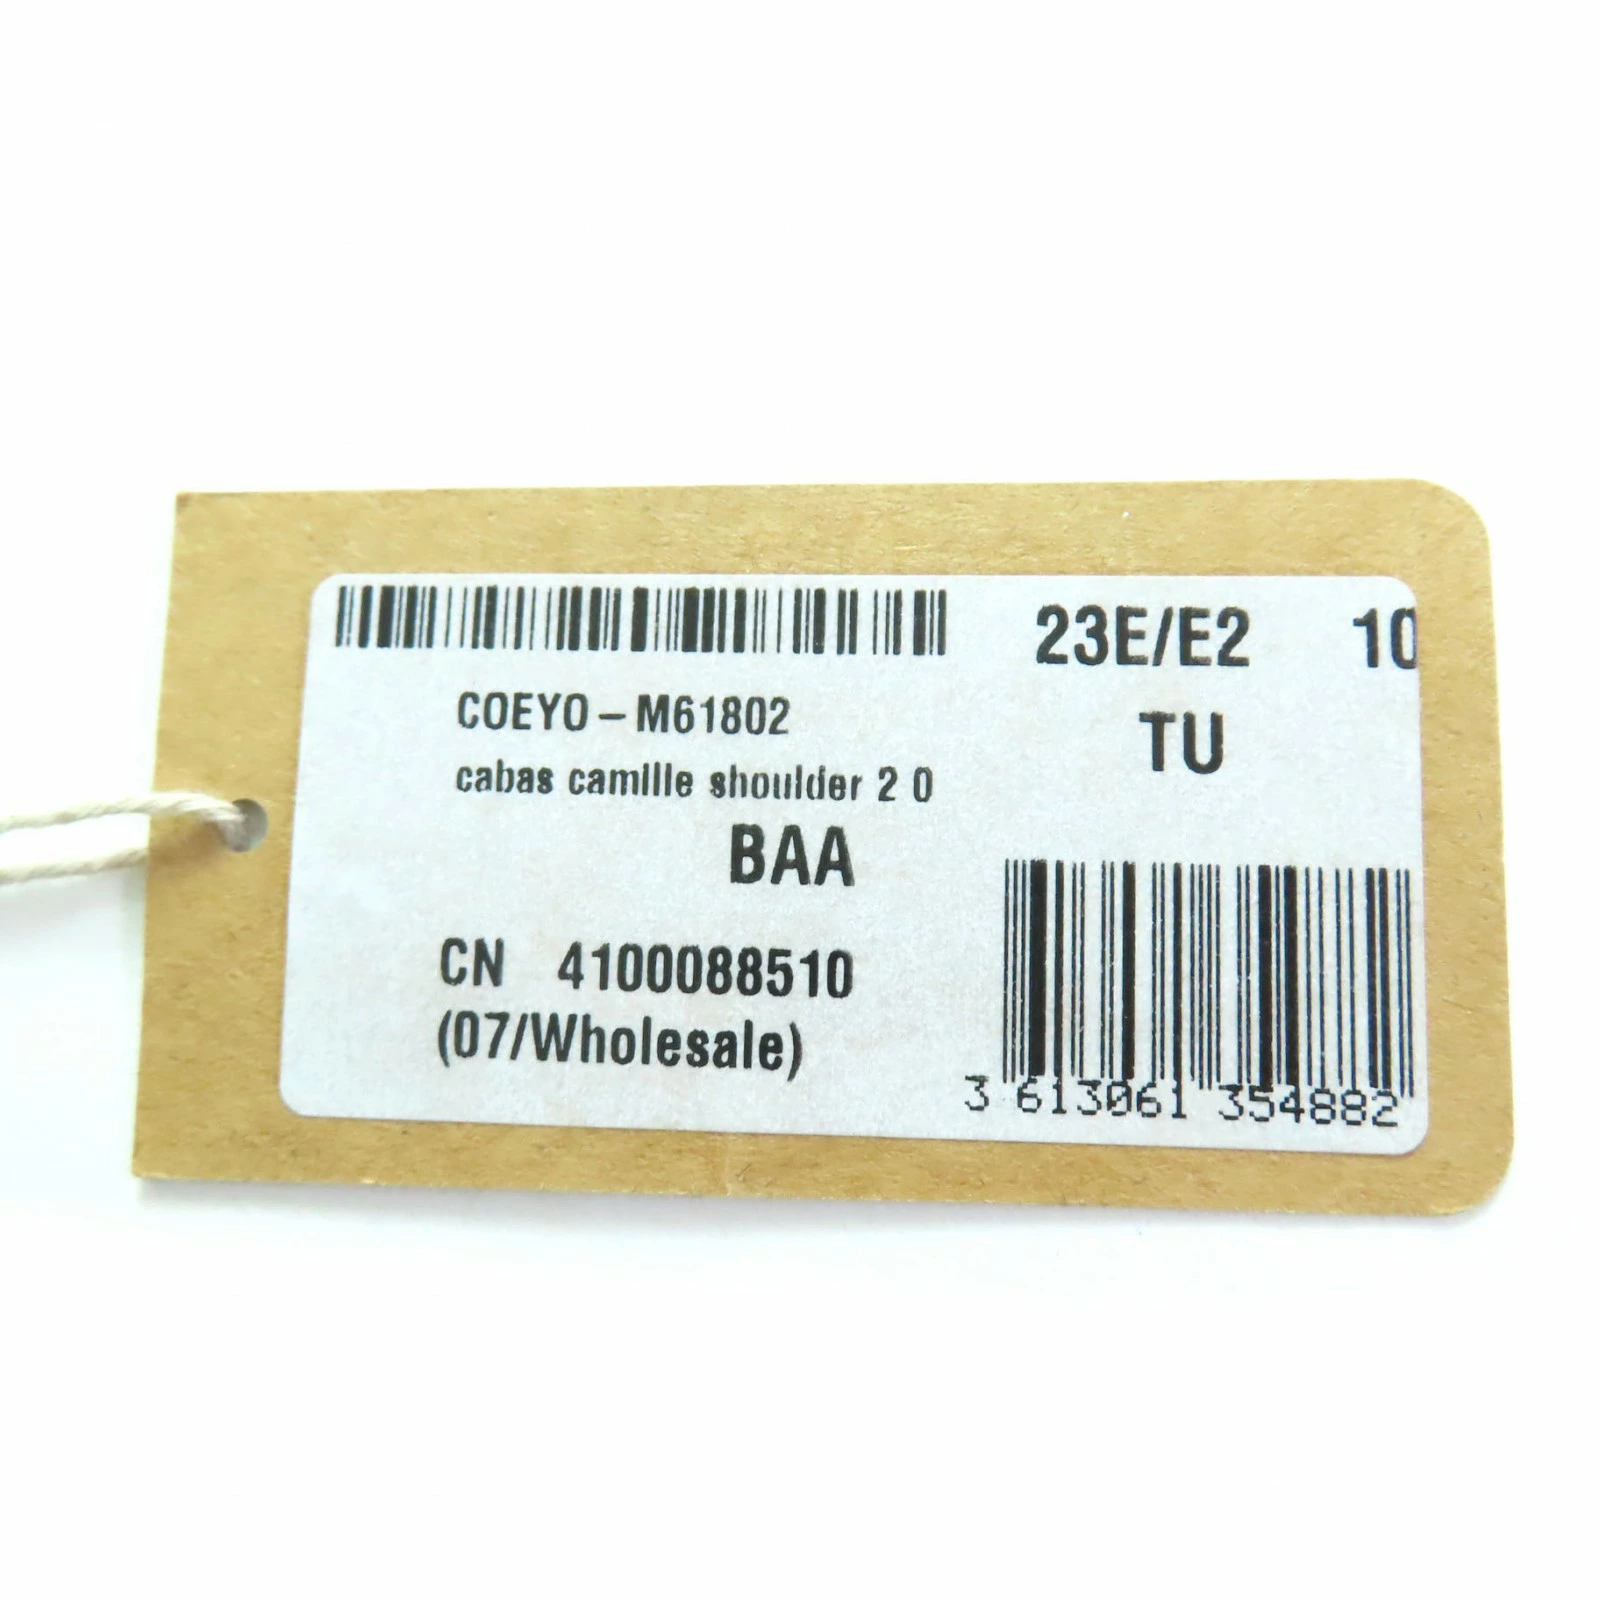 23E/E2 10
COEYO-M61802
TU
cabas camille shoulder 2 0
BAA
CN 4100088510
(07/Wholesale)
3 613061 354882